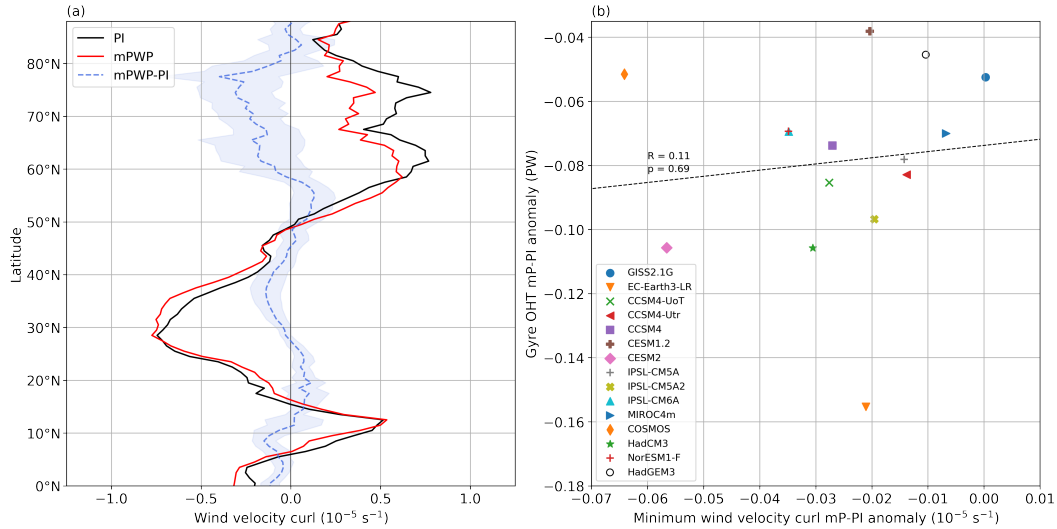 (a)
PI
mPWP
mPWP-PI
80°N
70°N
60°N
50°N
40°N
30°N
20°N
10°N
0°N
Latitude
−1.0
−0.5
0.0
0.5
1.0
Wind velocity curl (10⁻⁵ s⁻¹)
(b)
−0.04
−0.06
−0.08
−0.10
−0.12
−0.14
−0.16
−0.18
Gyre OHT mP-PI anomaly (PW)
R = 0.11
p = 0.69
GISS2.1G
EC-Earth3-LR
CCSM4-UoT
CCSM4-Utr
CCSM4
CESM1.2
CESM2
IPSL-CM5A
IPSL-CM5A2
IPSL-CM6A
MIROC4m
COSMOS
HadCM3
NorESM1-F
HadGEM3
−0.07
−0.06
−0.05
−0.04
−0.03
−0.02
−0.01
0.00
0.01
Minimum wind velocity curl mP-PI anomaly (10⁻⁵ s⁻¹)